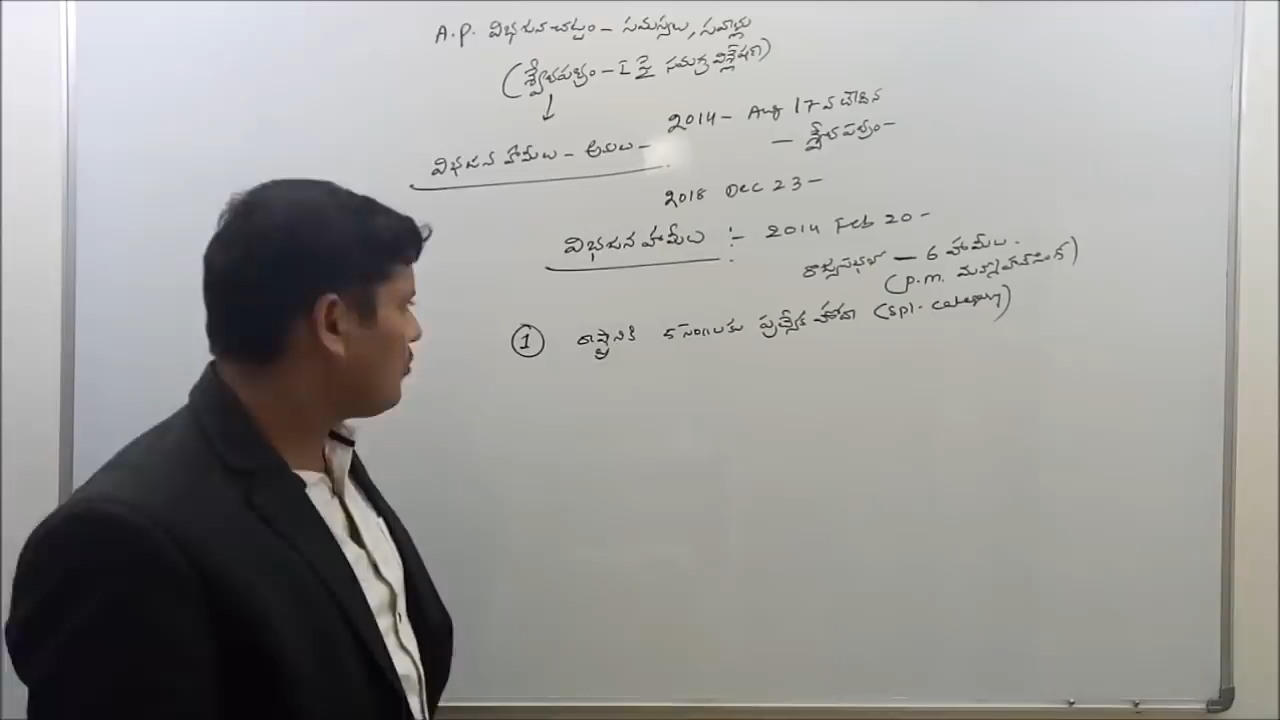 A.P. విభజన చట్టం - సమస్యలు, సవాళ్లు
(శ్వేతపత్రం - I పై సమగ్ర విశ్లేషణ)
విభజన హామీలు - అమలు -
2014 - Aug 17వ తేదిన
- శ్వేతపత్రం -
2018 Dec 23 -
విభజన హామీలు :- 2014 Feb 20 -
రాజ్యసభలో - 6 హామీలు.
(P.M. మన్మోహన్‌సింగ్)
1 రాష్ట్రానికి 5 సం॥లకు ప్రత్యేక హోదా (Spl. Category)